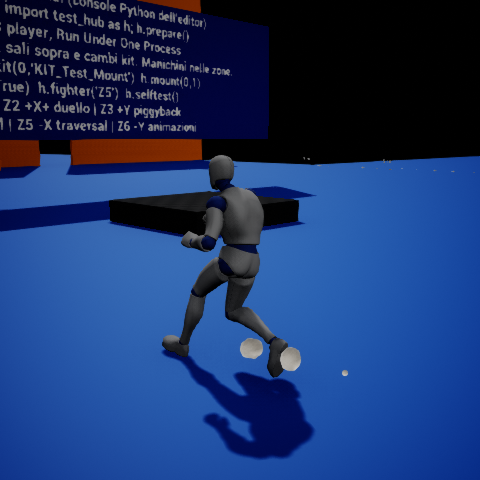 (console Python dell'editor)
import test_hub as h; h.prepare()
player, Run Under One Process
sali sopra e cambi kit. Manichini nelle zone.
kit(0,'KIT_Test_Mount') h.mount(0,1)
True) h.fighter('Z5') h.selftest()
Z2 +X+ duello | Z3 +Y piggyback
| Z5 -X traversal | Z6 -Y animazioni